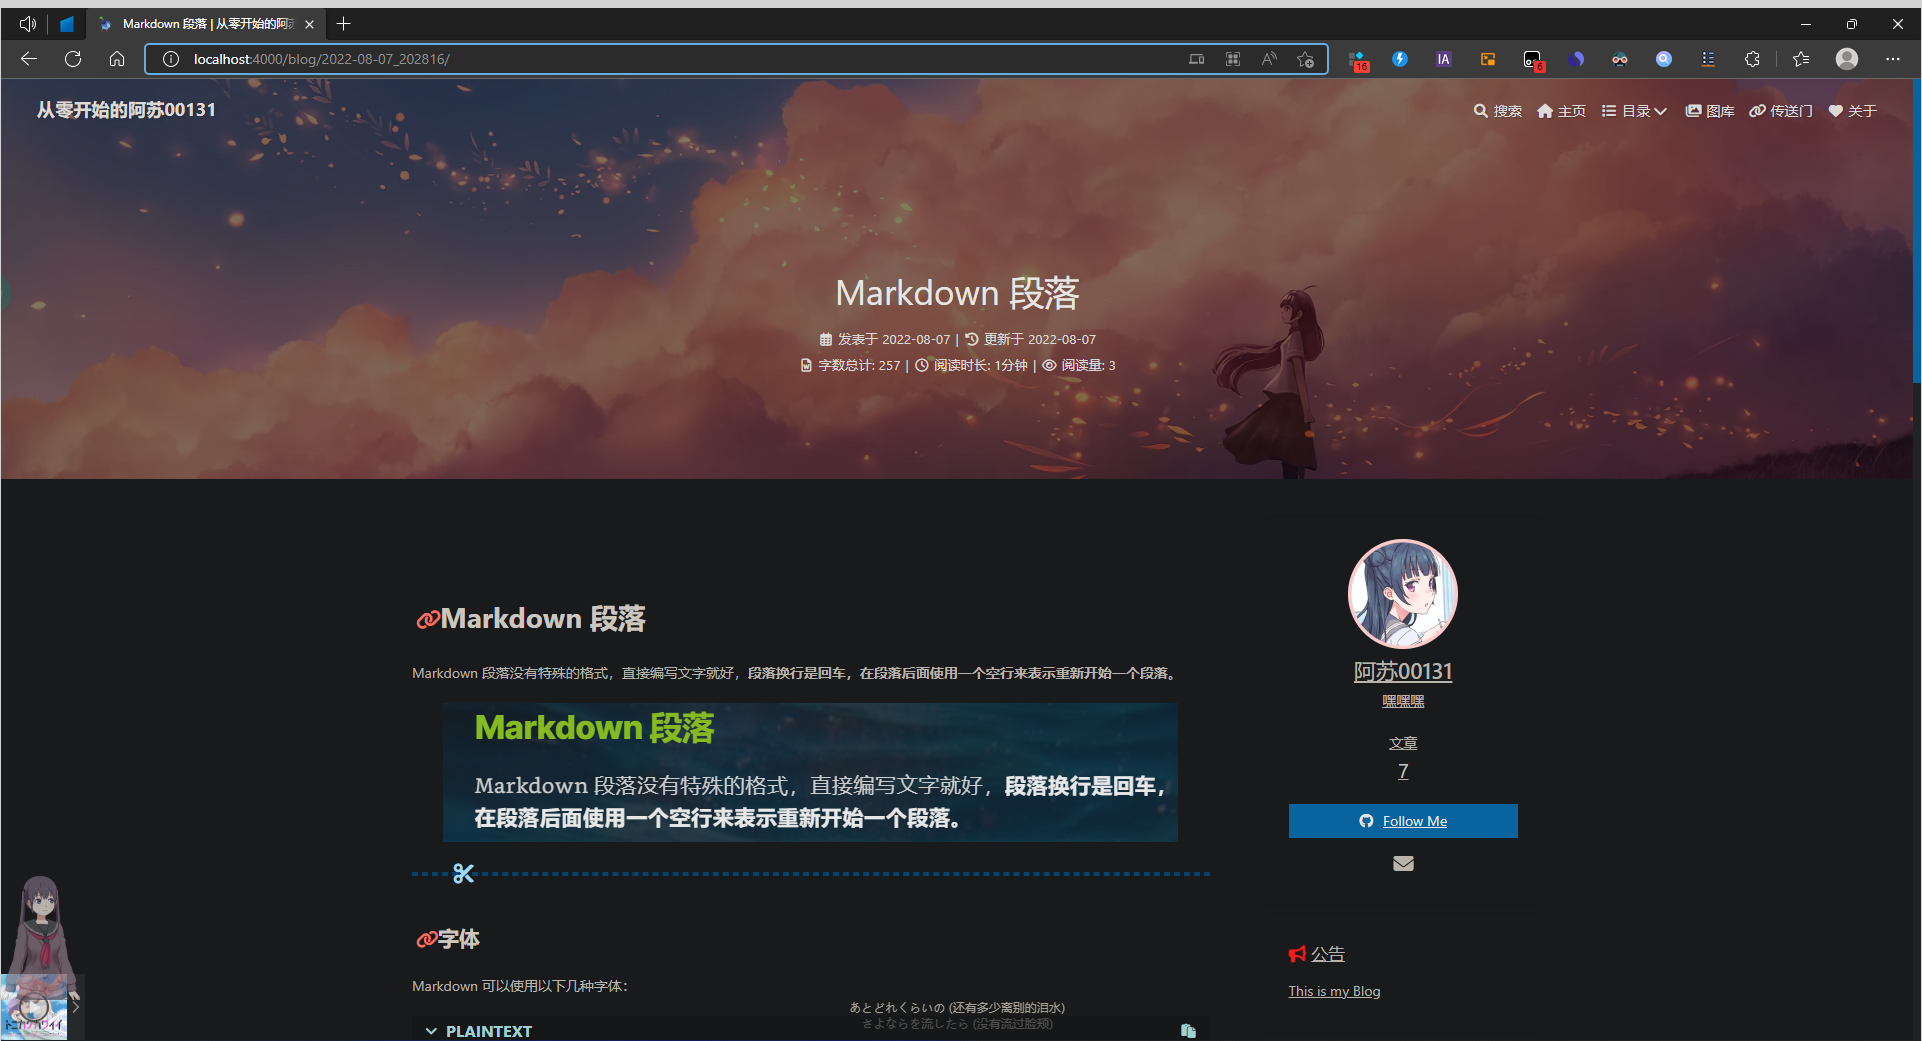 Markdown 段落 | 从零开始的阿苏
localhost:4000/blog/2022-08-07_202816/
IA
16
6
从零开始的阿苏00131
搜索 主页 目录 图库 传送门 关于
Markdown 段落
发表于 2022-08-07 | 更新于 2022-08-07
字数总计: 257 | 阅读时长: 1分钟 | 阅读量: 3
Markdown 段落
Markdown 段落没有特殊的格式，直接编写文字就好，段落换行是回车，在段落后面使用一个空行来表示重新开始一个段落。
Markdown 段落
Markdown 段落没有特殊的格式，直接编写文字就好，段落换行是回车，
在段落后面使用一个空行来表示重新开始一个段落。
字体
Markdown 可以使用以下几种字体：
PLAINTEXT
阿苏00131
嘿嘿嘿
文章
7
Follow Me
公告
This is my Blog
あとどれくらいの (还有多少离别的泪水)
さよならを流したら (没有流过脸颊)
トニカクカワイイ